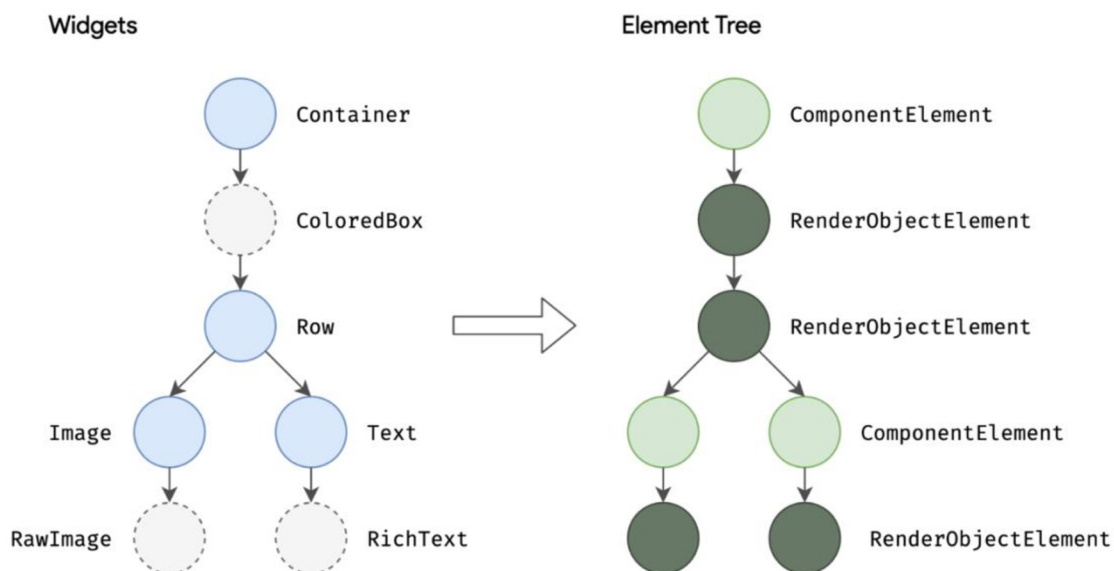 Widgets
Element Tree
Container
ComponentElement
ColoredBox
RenderObjectElement
Row
RenderObjectElement
Image
Text
ComponentElement
RawImage
RichText
RenderObjectElement